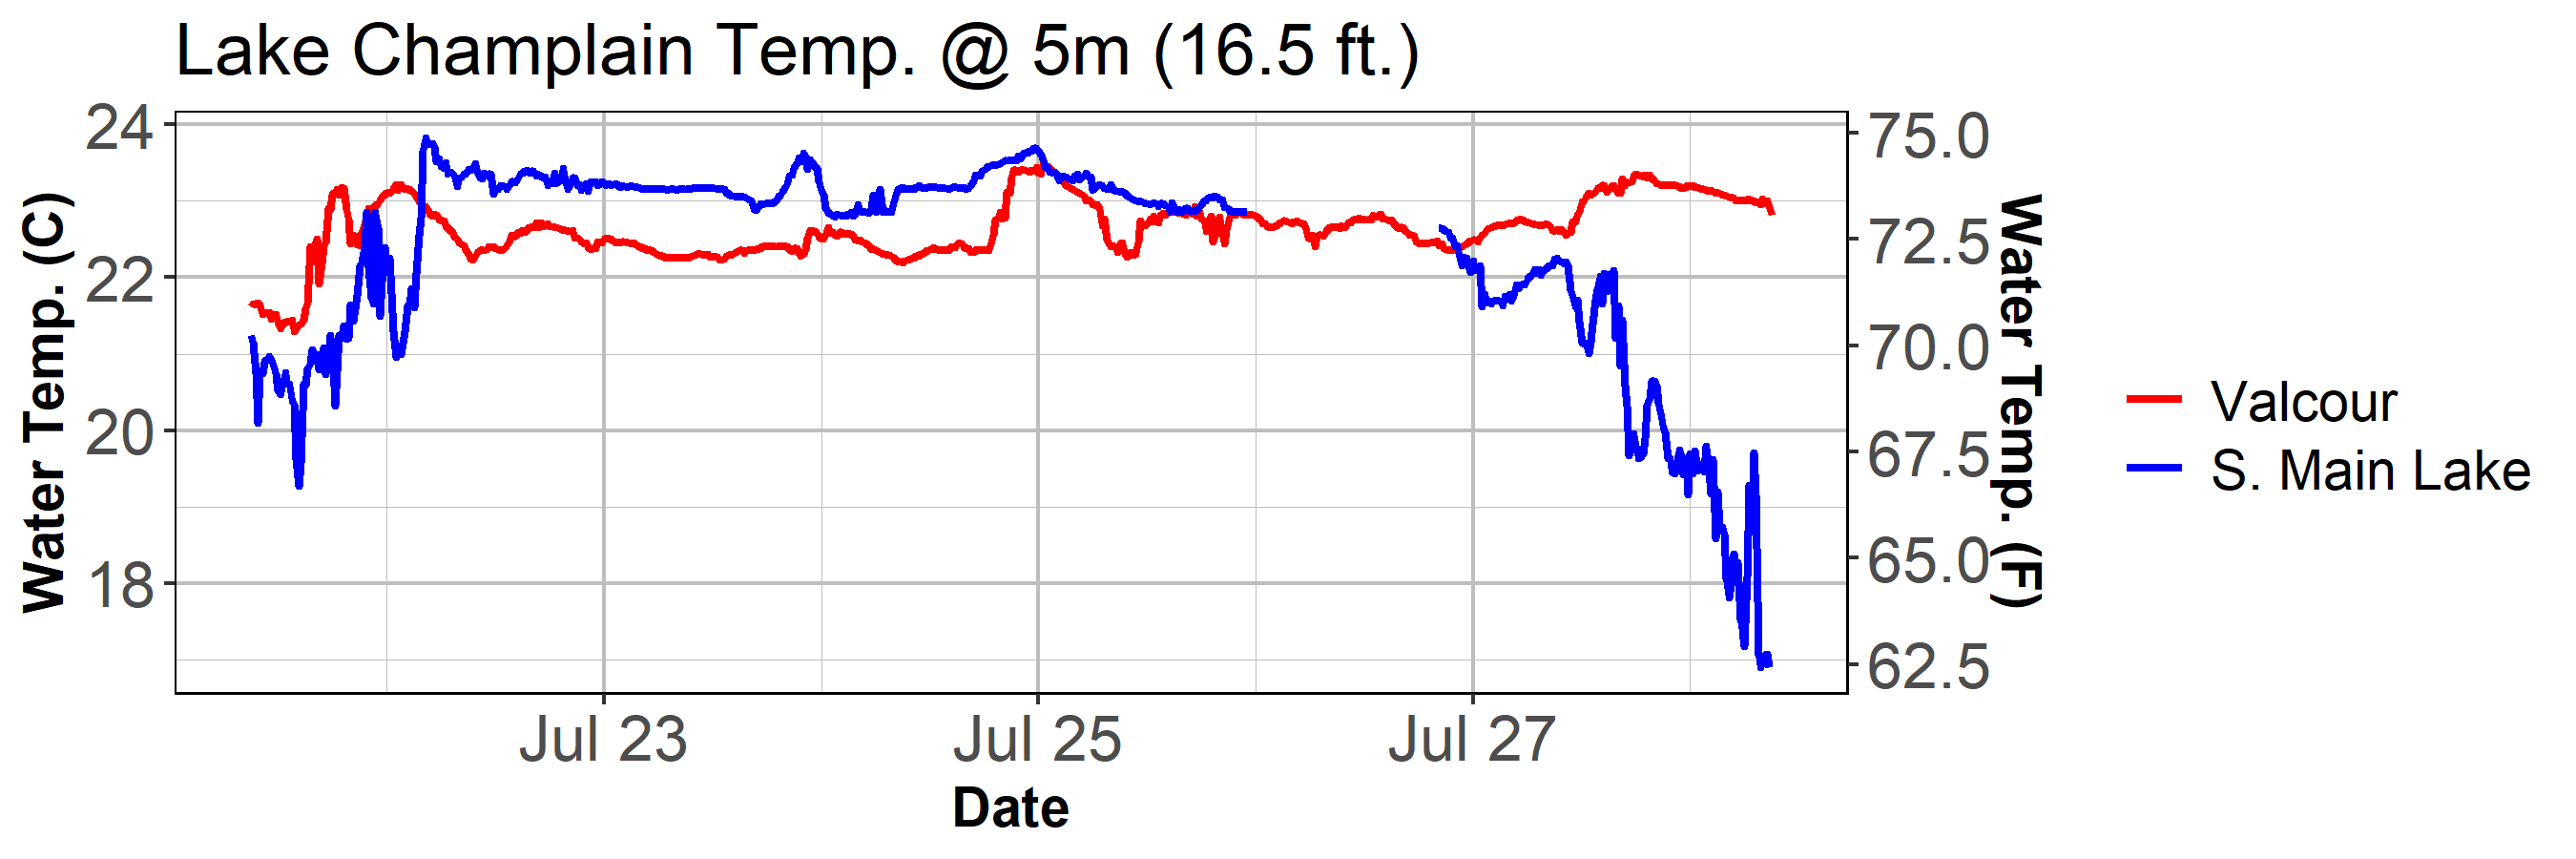 Lake Champlain Temp. @ 5m (16.5 ft.)
Water Temp. (C)
24
22
20
18
75.0
72.5
70.0
67.5
65.0
62.5
Water Temp. (F)
Jul 23
Jul 25
Jul 27
Date
Valcour
S. Main Lake